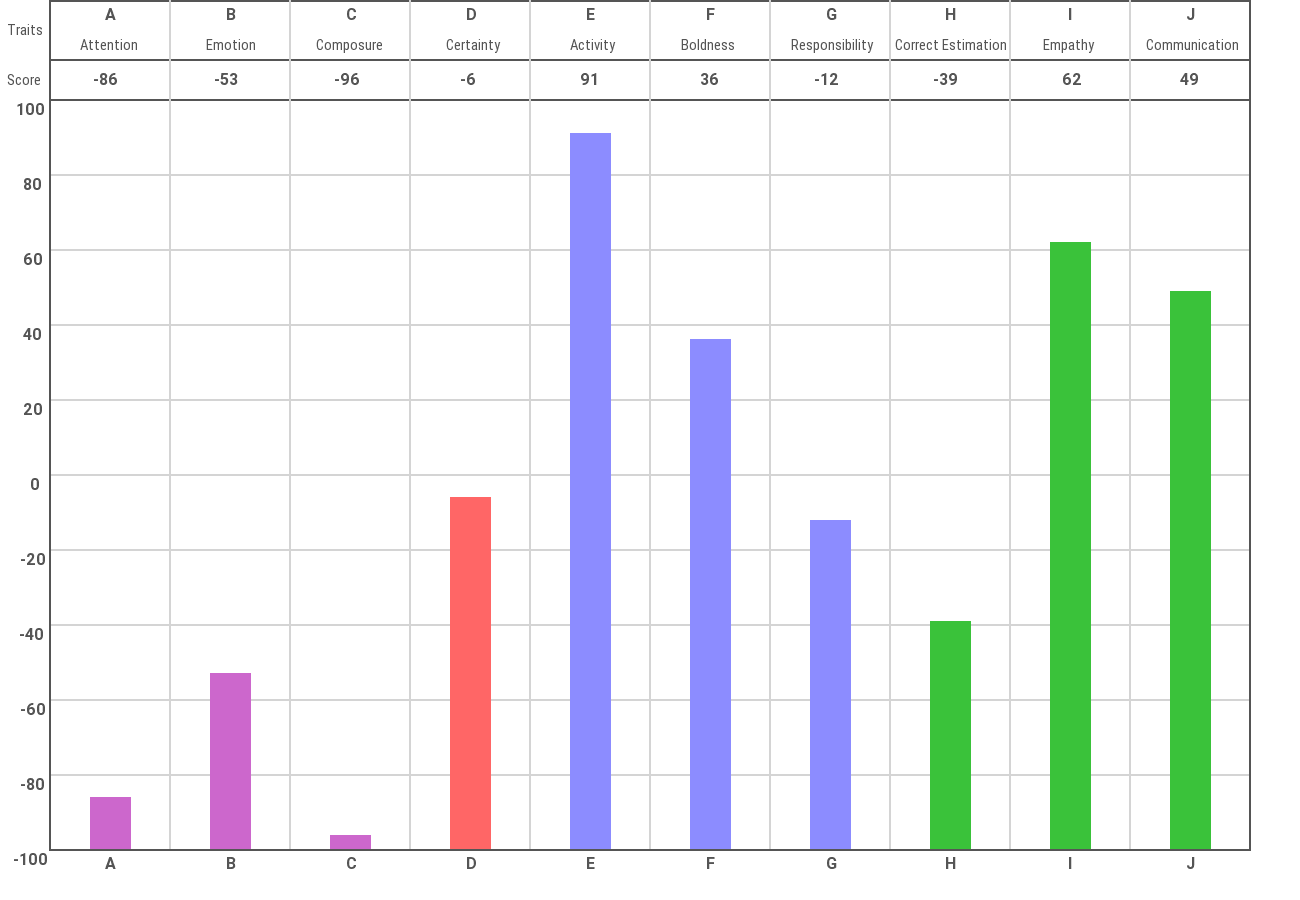 A B C D E F G H I J
Traits
Attention Emotion Composure Certainty Activity Boldness Responsibility Correct Estimation Empathy Communication
Score -86 -53 -96 -6 91 36 -12 -39 62 49
100
80
60
40
20
0
-20
-40
-60
-80
-100
A B C D E F G H I J